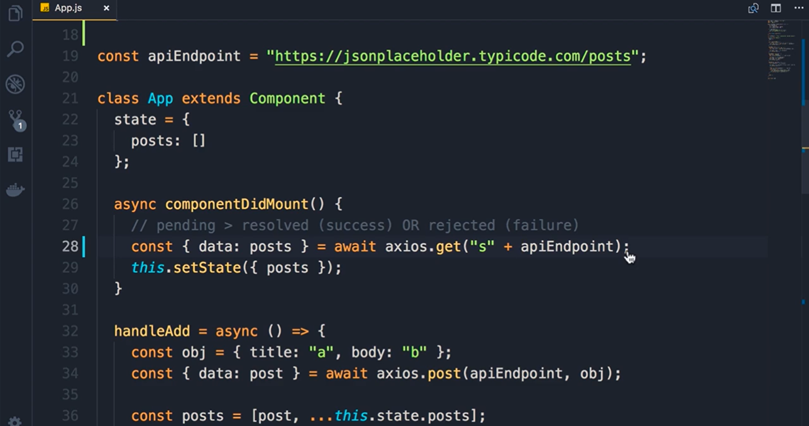 App.js
18
19 const apiEndpoint = "https://jsonplaceholder.typicode.com/posts";
20
21 class App extends Component {
22   state = {
23     posts: []
24   };
25
26   async componentDidMount() {
27     // pending > resolved (success) OR rejected (failure)
28     const { data: posts } = await axios.get("s" + apiEndpoint);
29     this.setState({ posts });
30   }
31
32   handleAdd = async () => {
33     const obj = { title: "a", body: "b" };
34     const { data: post } = await axios.post(apiEndpoint, obj);
35
36     const posts = [post, ...this.state.posts];
1